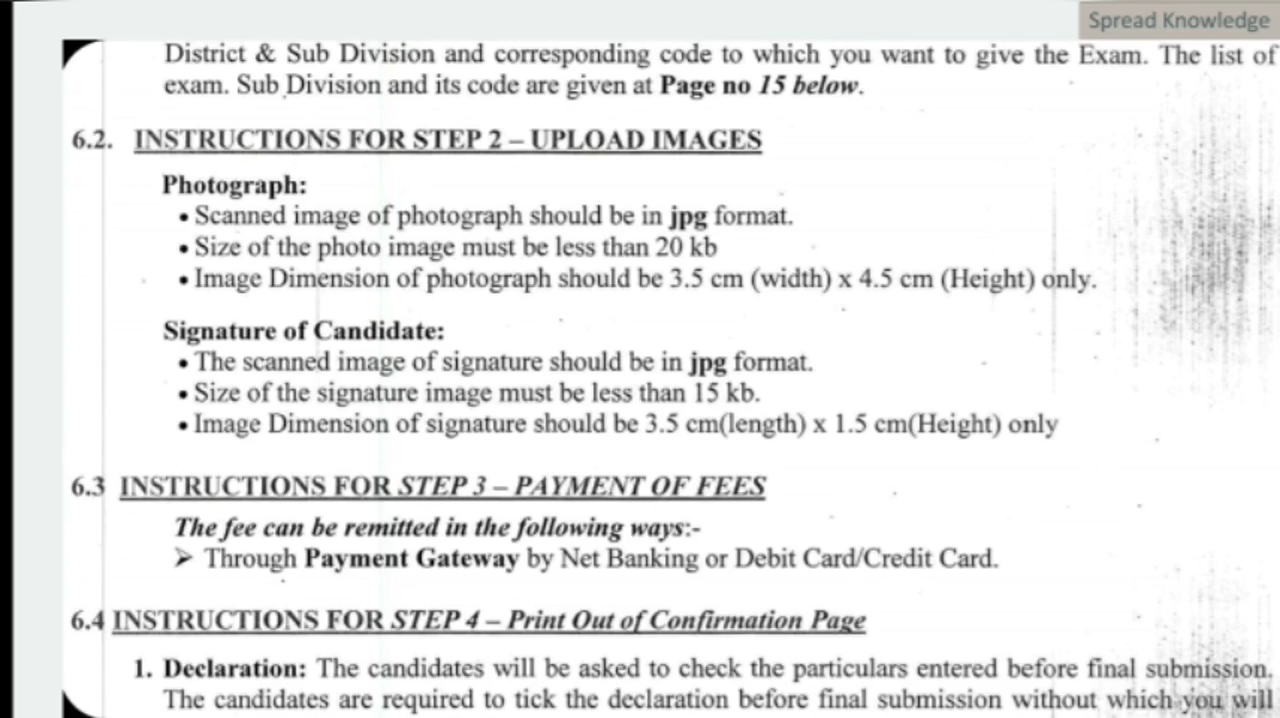 Spread Knowledge
District & Sub Division and corresponding code to which you want to give the Exam. The list of
exam. Sub Division and its code are given at Page no 15 below.
6.2. INSTRUCTIONS FOR STEP 2 – UPLOAD IMAGES
Photograph:
• Scanned image of photograph should be in jpg format.
• Size of the photo image must be less than 20 kb
• Image Dimension of photograph should be 3.5 cm (width) x 4.5 cm (Height) only.
Signature of Candidate:
• The scanned image of signature should be in jpg format.
• Size of the signature image must be less than 15 kb.
• Image Dimension of signature should be 3.5 cm(length) x 1.5 cm(Height) only
6.3 INSTRUCTIONS FOR STEP 3 – PAYMENT OF FEES
The fee can be remitted in the following ways:-
➢ Through Payment Gateway by Net Banking or Debit Card/Credit Card.
6.4 INSTRUCTIONS FOR STEP 4 – Print Out of Confirmation Page
1. Declaration: The candidates will be asked to check the particulars entered before final submission.
The candidates are required to tick the declaration before final submission without which you will